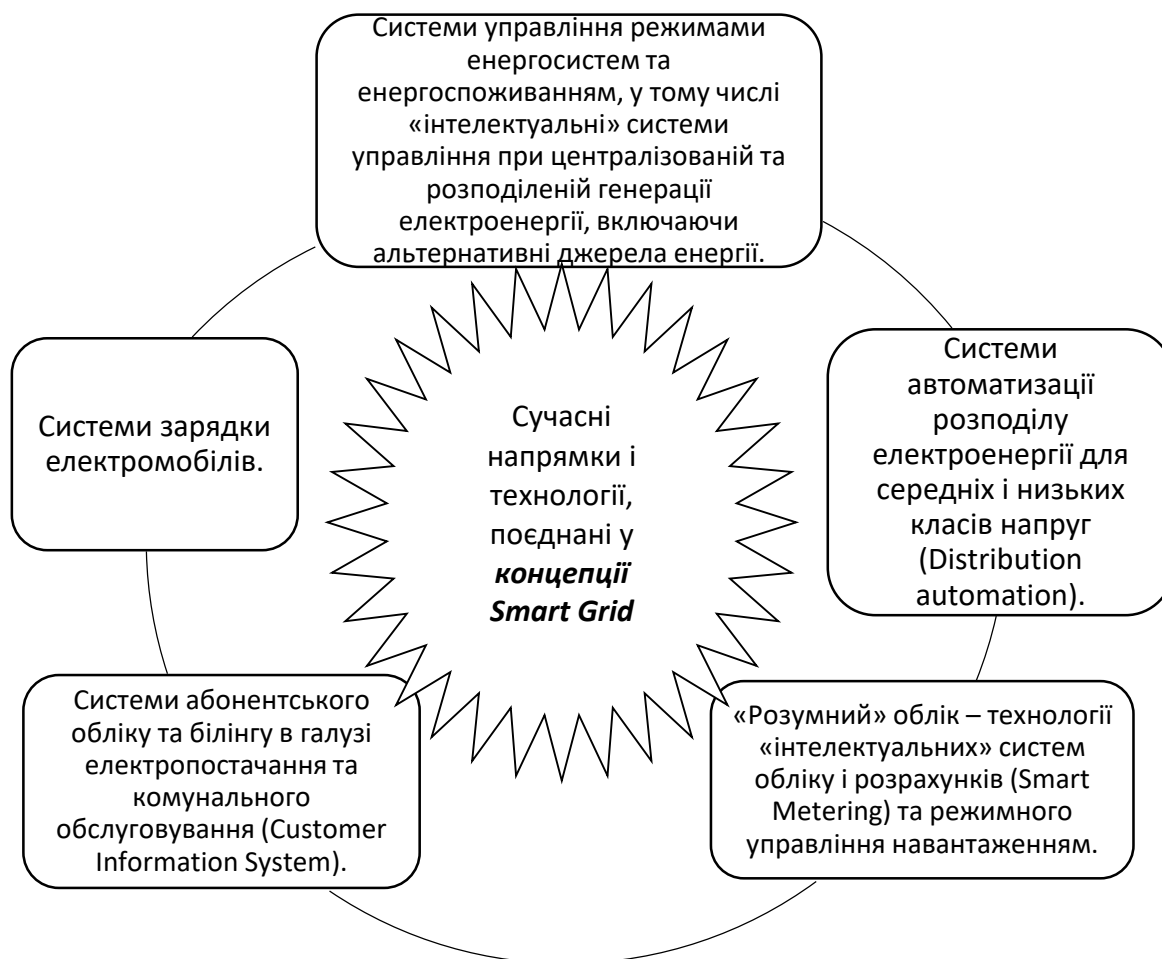 Системи управління режимами
енергосистем та
енергоспоживанням, у тому числі
«інтелектуальні» системи
управління при централізованій та
розподіленій генерації
електроенергії, включаючи
альтернативні джерела енергії.
Системи
автоматизації
розподілу
електроенергії для
середніх і низьких
класів напруг
(Distribution
automation).
«Розумний» облік – технології
«інтелектуальних» систем
обліку і розрахунків (Smart
Metering) та режимного
управління навантаженням.
Системи абонентського
обліку та білінгу в галузі
електропостачання та
комунального
обслуговування (Customer
Information System).
Системи зарядки
електромобілів.
Сучасні
напрямки і
технології,
поєднані у
концепції
Smart Grid